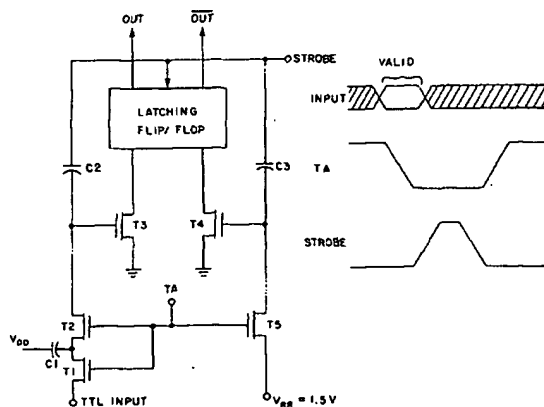 OUT
OUT
STROBE
LATCHING
FLIP/ FLOP
C2
C3
T3
T4
TA
T2
T5
VDD
C1
T1
TTL INPUT
VRR = 1.5V
VALID
INPUT
TA
STROBE